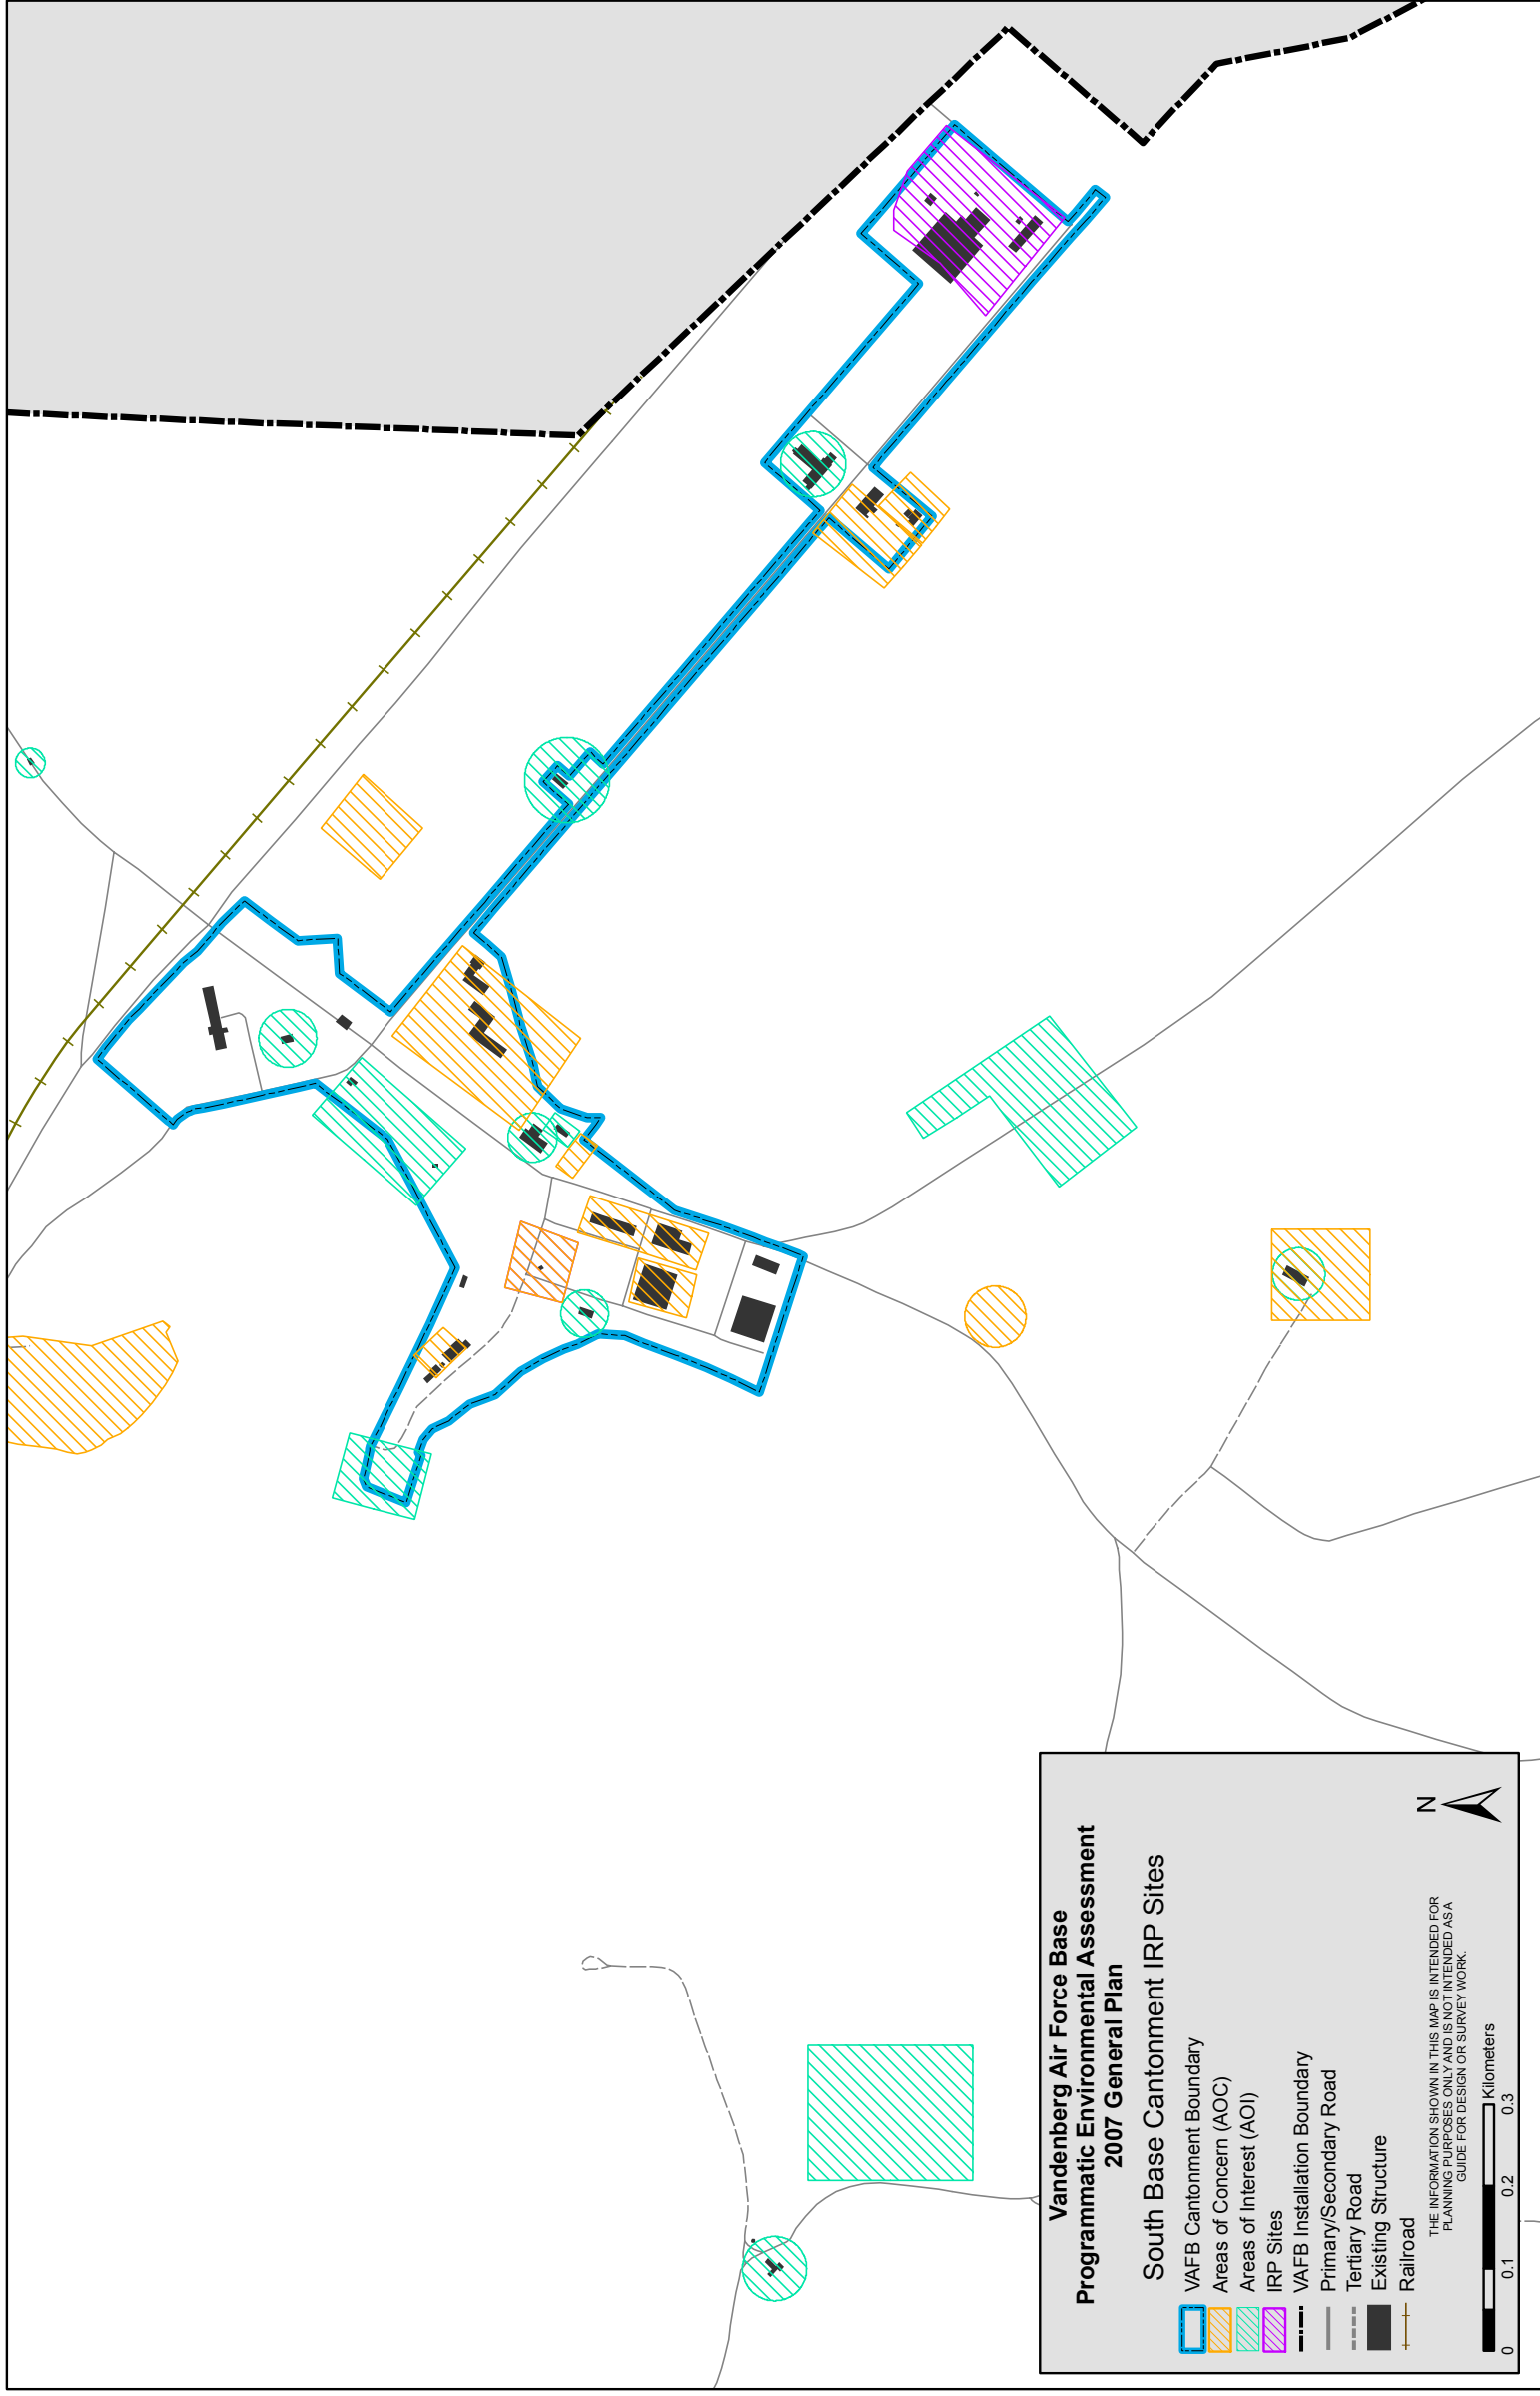 Vandenberg Air Force Base
Programmatic Environmental Assessment
2007 General Plan
South Base Cantonment IRP Sites
VAFB Cantonment Boundary
Areas of Concern (AOC)
Areas of Interest (AOI)
IRP Sites
VAFB Installation Boundary
Primary/Secondary Road
Tertiary Road
Existing Structure
Railroad
N
THE INFORMATION SHOWN IN THIS MAP IS INTENDED FOR
PLANNING PURPOSES ONLY AND IS NOT INTENDED AS A
GUIDE FOR DESIGN OR SURVEY WORK.
Kilometers
0 0.1 0.2 0.3